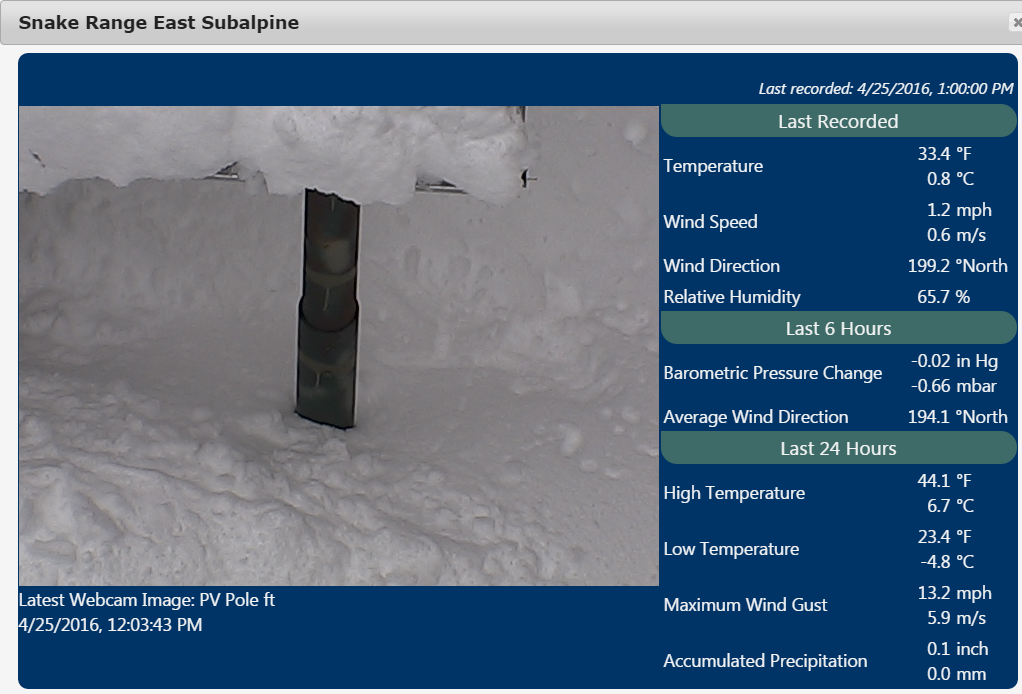 Snake Range East Subalpine
Last recorded: 4/25/2016, 1:00:00 PM
Last Recorded
Temperature 33.4 °F
0.8 °C
Wind Speed 1.2 mph
0.6 m/s
Wind Direction 199.2 °North
Relative Humidity 65.7 %
Last 6 Hours
Barometric Pressure Change -0.02 in Hg
-0.66 mbar
Average Wind Direction 194.1 °North
Last 24 Hours
High Temperature 44.1 °F
6.7 °C
Low Temperature 23.4 °F
-4.8 °C
Maximum Wind Gust 13.2 mph
5.9 m/s
Accumulated Precipitation 0.1 inch
0.0 mm
Latest Webcam Image: PV Pole ft
4/25/2016, 12:03:43 PM